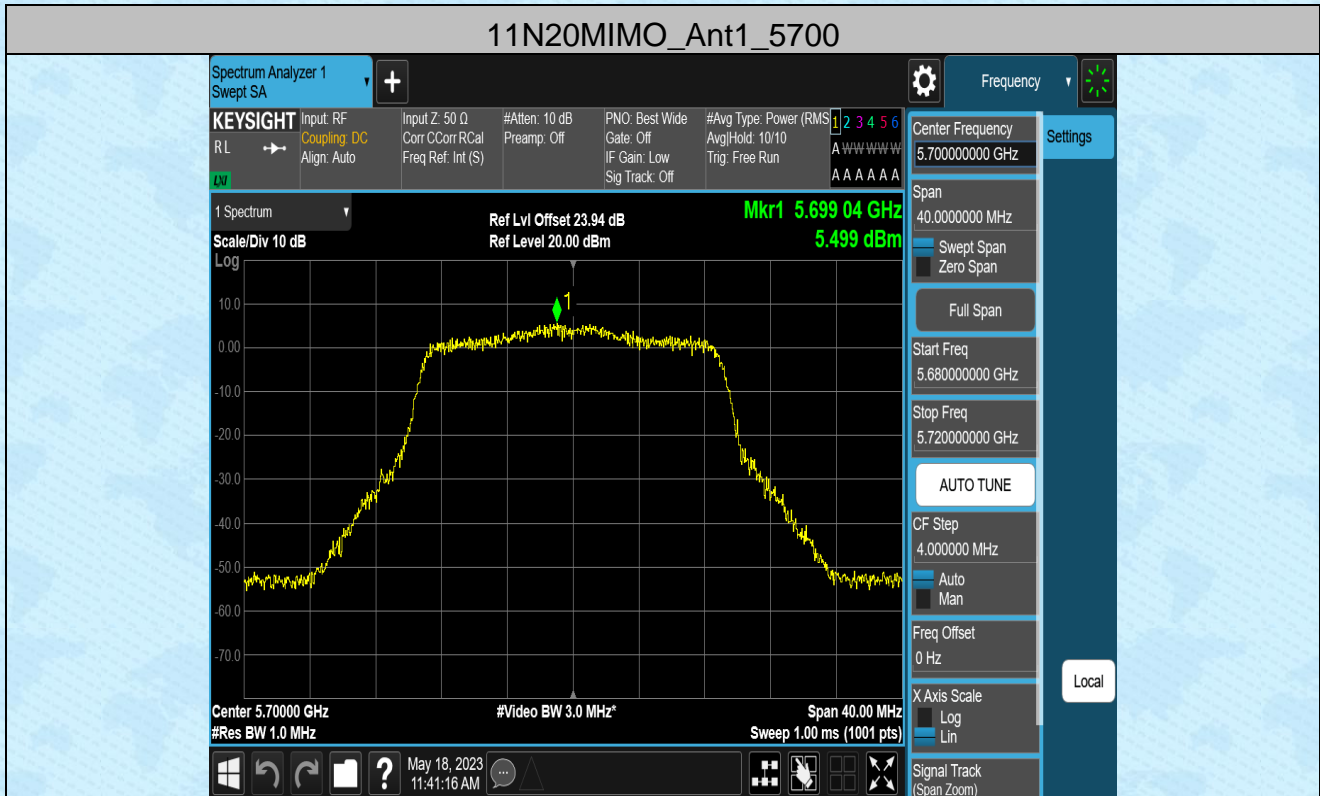 11N20MIMO_Ant1_5700
Spectrum Analyzer 1
Swept SA
Frequency
KEYSIGHT
R L
LXI
Input: RF
Coupling: DC
Align: Auto
Input Z: 50 Ω
Corr CCorr RCal
Freq Ref: Int (S)
#Atten: 10 dB
Preamp: Off
PNO: Best Wide
Gate: Off
IF Gain: Low
Sig Track: Off
#Avg Type: Power (RMS
Avg|Hold: 10/10
Trig: Free Run
1 2 3 4 5 6
A W W W W W
A A A A A A
1 Spectrum
Scale/Div 10 dB
Log
Ref Lvl Offset 23.94 dB
Ref Level 20.00 dBm
Mkr1 5.699 04 GHz
5.499 dBm
1
10.0
0.00
-10.0
-20.0
-30.0
-40.0
-50.0
-60.0
-70.0
Center 5.70000 GHz
#Res BW 1.0 MHz
#Video BW 3.0 MHz*
Span 40.00 MHz
Sweep 1.00 ms (1001 pts)
?
May 18, 2023
11:41:16 AM
Center Frequency
5.700000000 GHz
Span
40.0000000 MHz
Swept Span
Zero Span
Full Span
Start Freq
5.680000000 GHz
Stop Freq
5.720000000 GHz
AUTO TUNE
CF Step
4.000000 MHz
Auto
Man
Freq Offset
0 Hz
X Axis Scale
Log
Lin
Signal Track
(Span Zoom)
Settings
Local